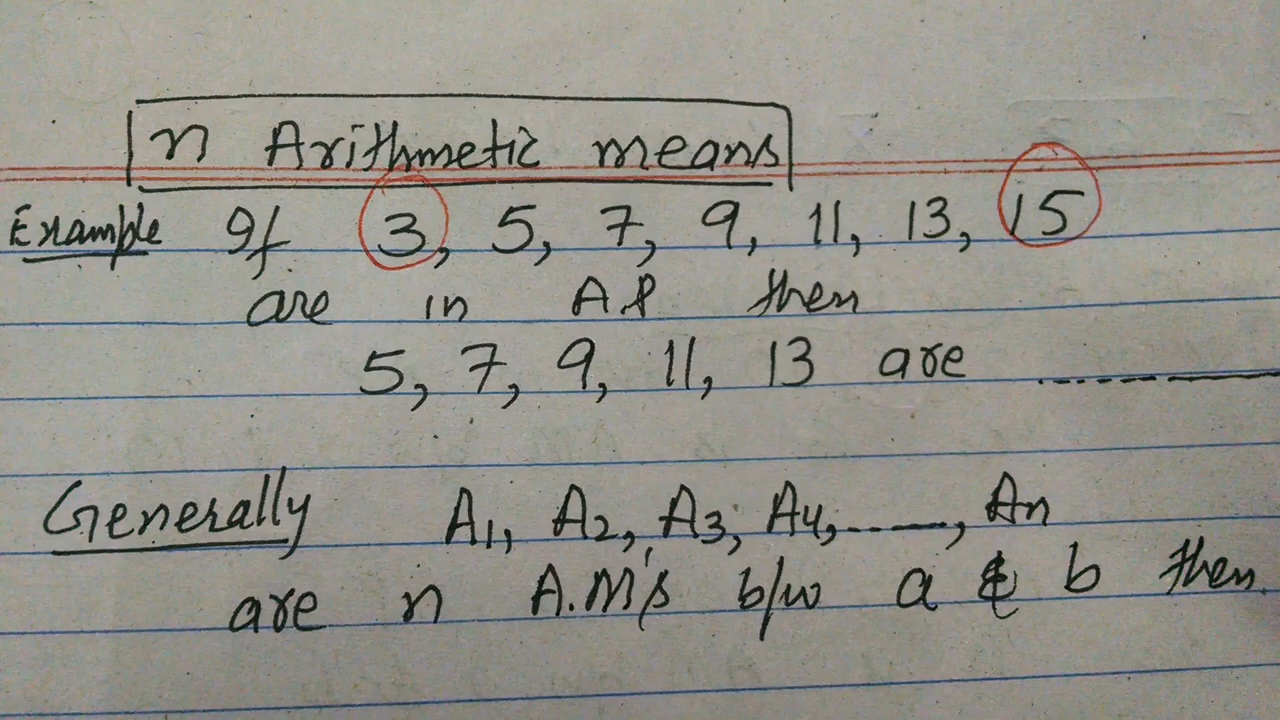 n Arithmetic means
Example If 3, 5, 7, 9, 11, 13, 15
are in AP then
5, 7, 9, 11, 13 are ...........
Generally A1, A2, A3, A4,......, An
are n A.M's b/w a & b then